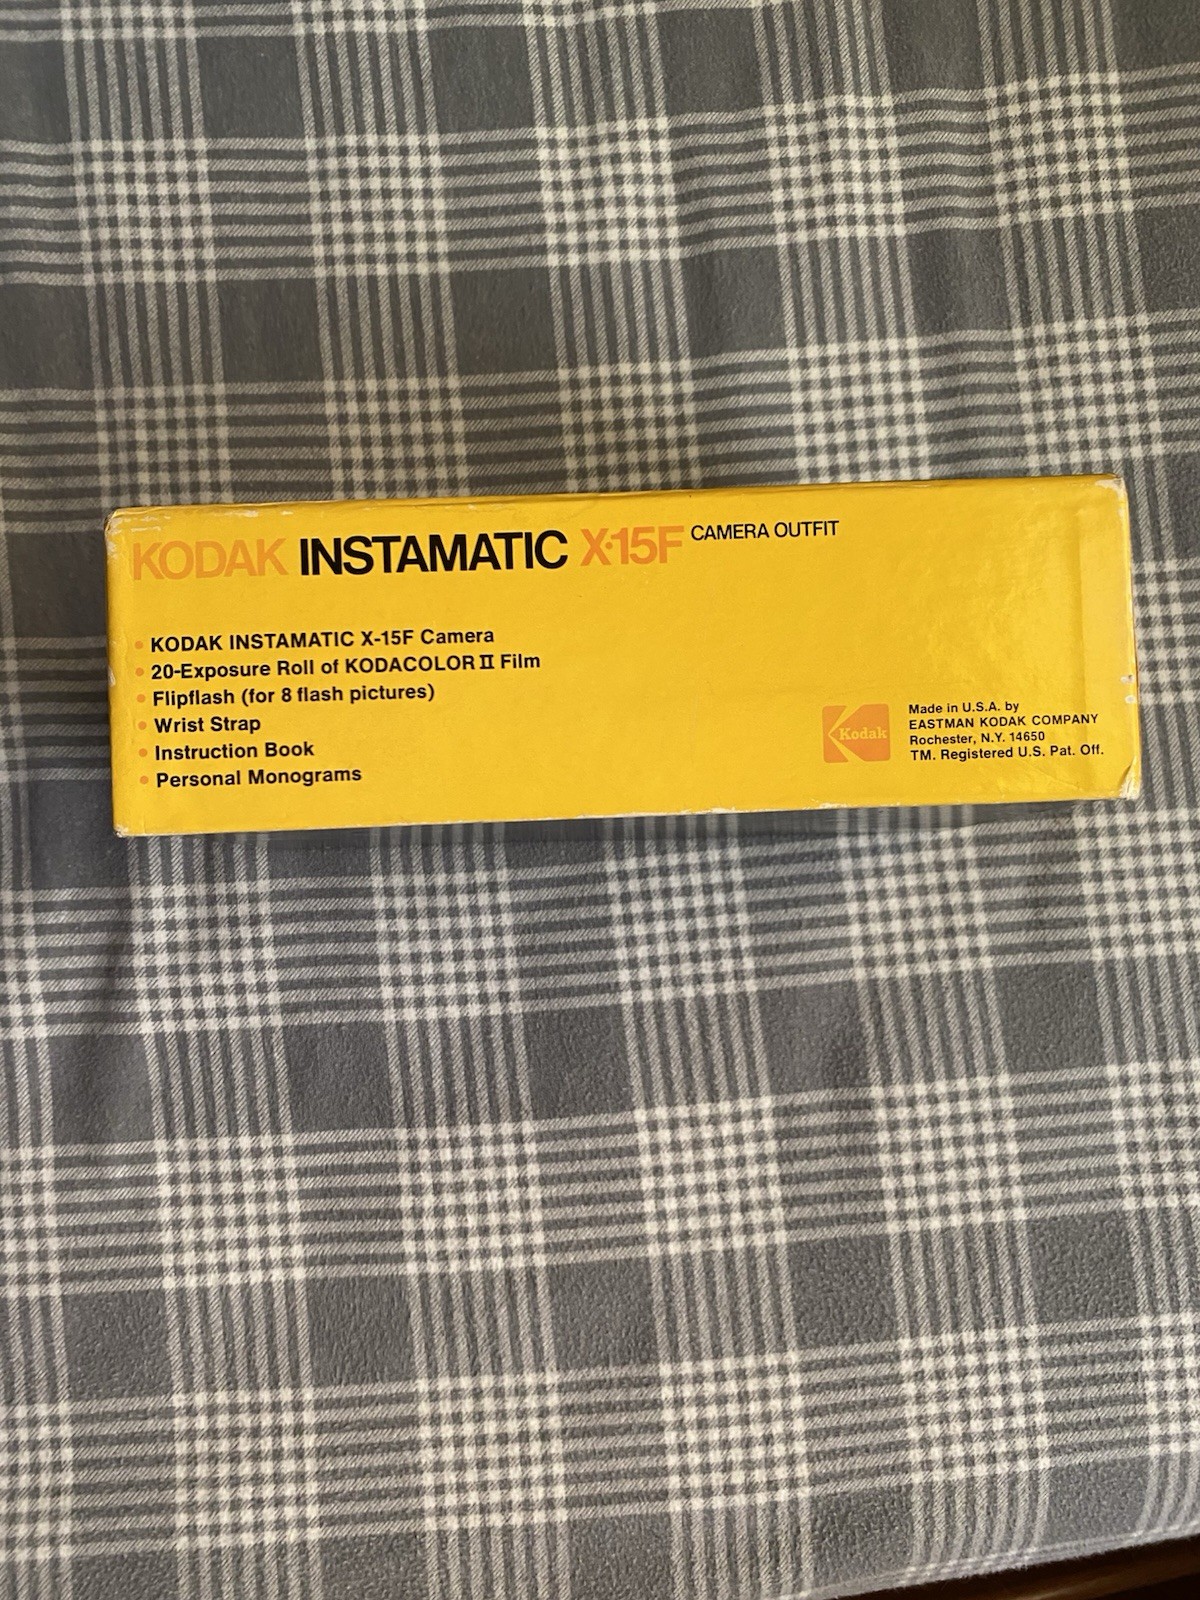 KODAK INSTAMATIC X-15F CAMERA OUTFIT
• KODAK INSTAMATIC X-15F Camera
• 20-Exposure Roll of KODACOLOR II Film
• Flipflash (for 8 flash pictures)
• Wrist Strap
• Instruction Book
• Personal Monograms
Kodak
Made in U.S.A. by
EASTMAN KODAK COMPANY
Rochester, N.Y. 14650
TM. Registered U.S. Pat. Off.